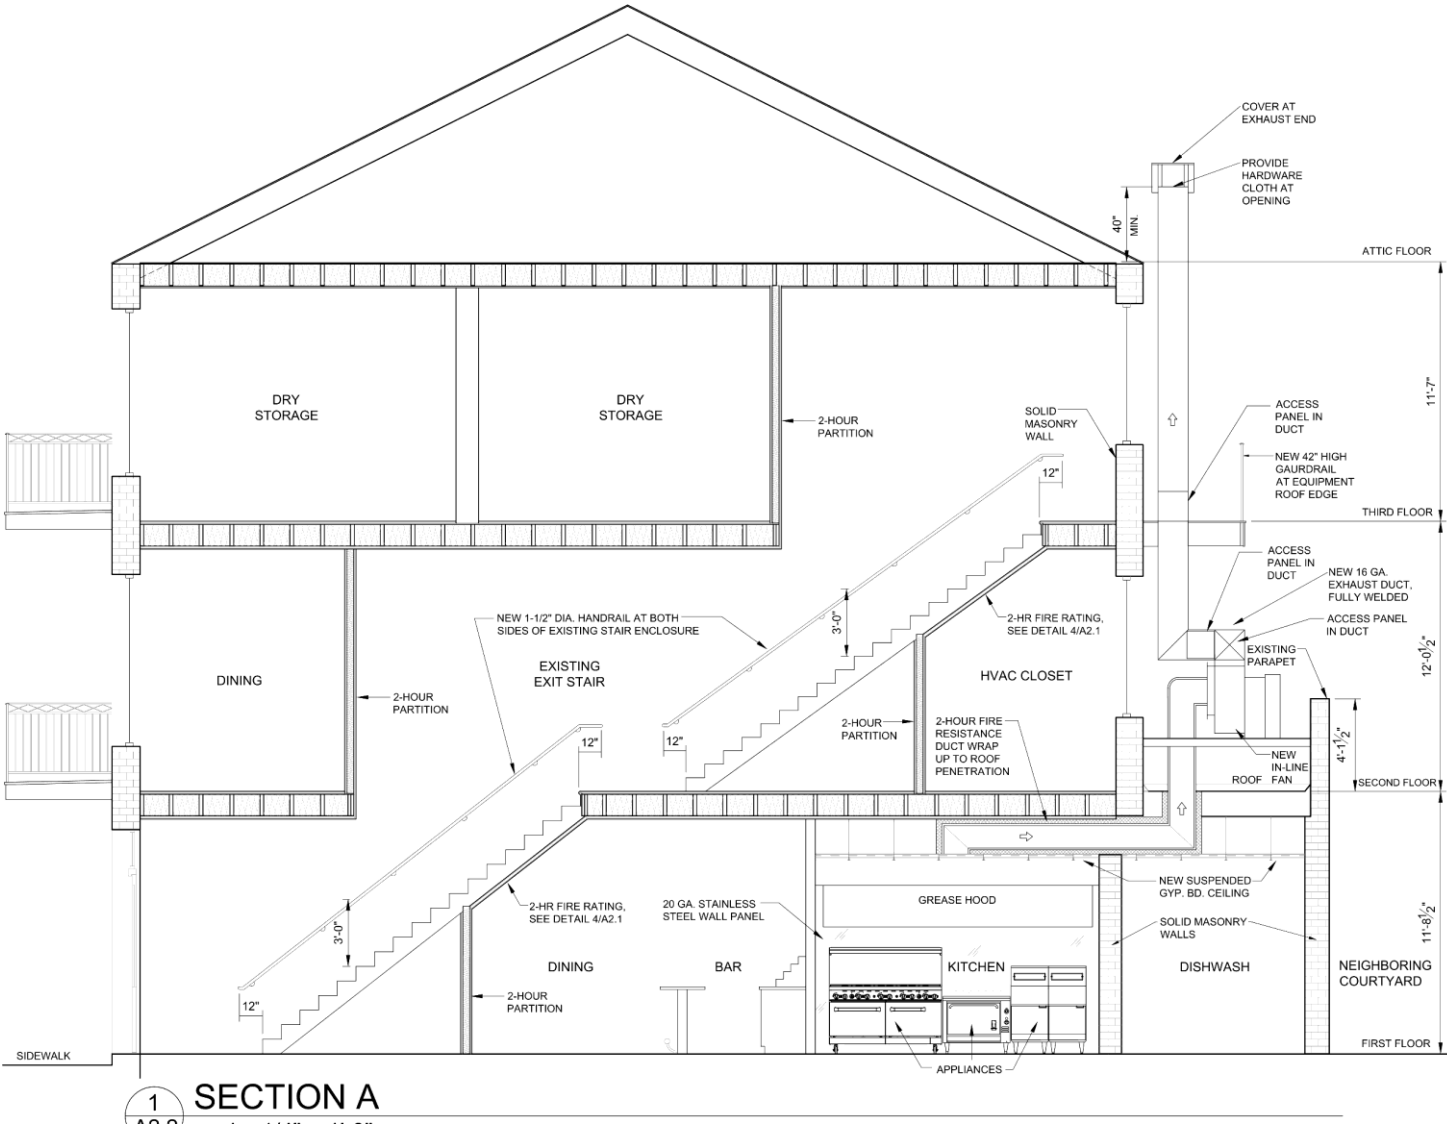 COVER AT
EXHAUST END
PROVIDE
HARDWARE
CLOTH AT
OPENING
40"
MIN.
ATTIC FLOOR
11'-7"
DRY
STORAGE
DRY
STORAGE
2-HOUR
PARTITION
SOLID
MASONRY
WALL
ACCESS
PANEL IN
DUCT
NEW 42" HIGH
GAURDRAIL
AT EQUIPMENT
ROOF EDGE
12"
THIRD FLOOR
ACCESS
PANEL IN
DUCT
NEW 16 GA.
EXHAUST DUCT,
FULLY WELDED
ACCESS PANEL
IN DUCT
NEW 1-1/2" DIA. HANDRAIL AT BOTH
SIDES OF EXISTING STAIR ENCLOSURE
3'-0"
2-HR FIRE RATING,
SEE DETAIL 4/A2.1
EXISTING
PARAPET
12'-0½"
DINING
EXISTING
EXIT STAIR
HVAC CLOSET
2-HOUR
PARTITION
2-HOUR
PARTITION
2-HOUR FIRE
RESISTANCE
DUCT WRAP
UP TO ROOF
PENETRATION
12"
12"
4'-1½"
NEW
IN-LINE
FAN
ROOF
SECOND FLOOR
NEW SUSPENDED
GYP. BD. CEILING
2-HR FIRE RATING,
SEE DETAIL 4/A2.1
20 GA. STAINLESS
STEEL WALL PANEL
GREASE HOOD
SOLID MASONRY
WALLS
11'-8½"
3'-0"
DINING
BAR
KITCHEN
DISHWASH
NEIGHBORING
COURTYARD
12"
2-HOUR
PARTITION
SIDEWALK
FIRST FLOOR
APPLIANCES
1
SECTION A